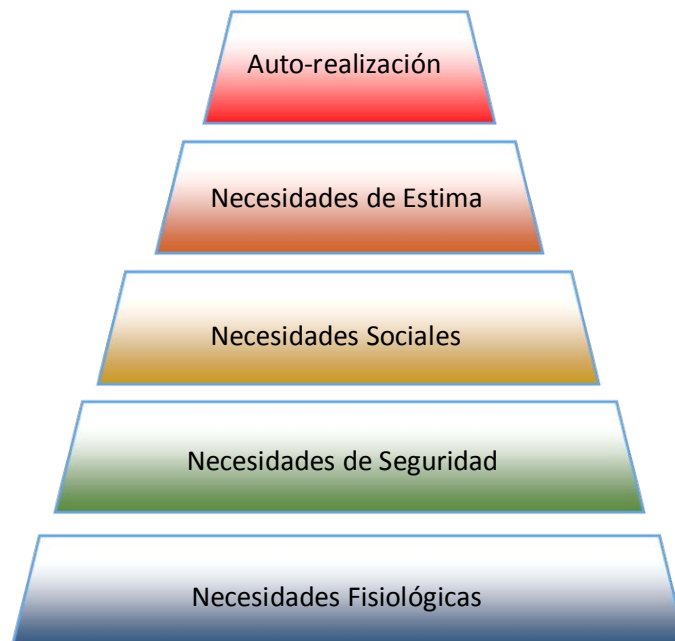 Auto-realización
Necesidades de Estima
Necesidades Sociales
Necesidades de Seguridad
Necesidades Fisiológicas